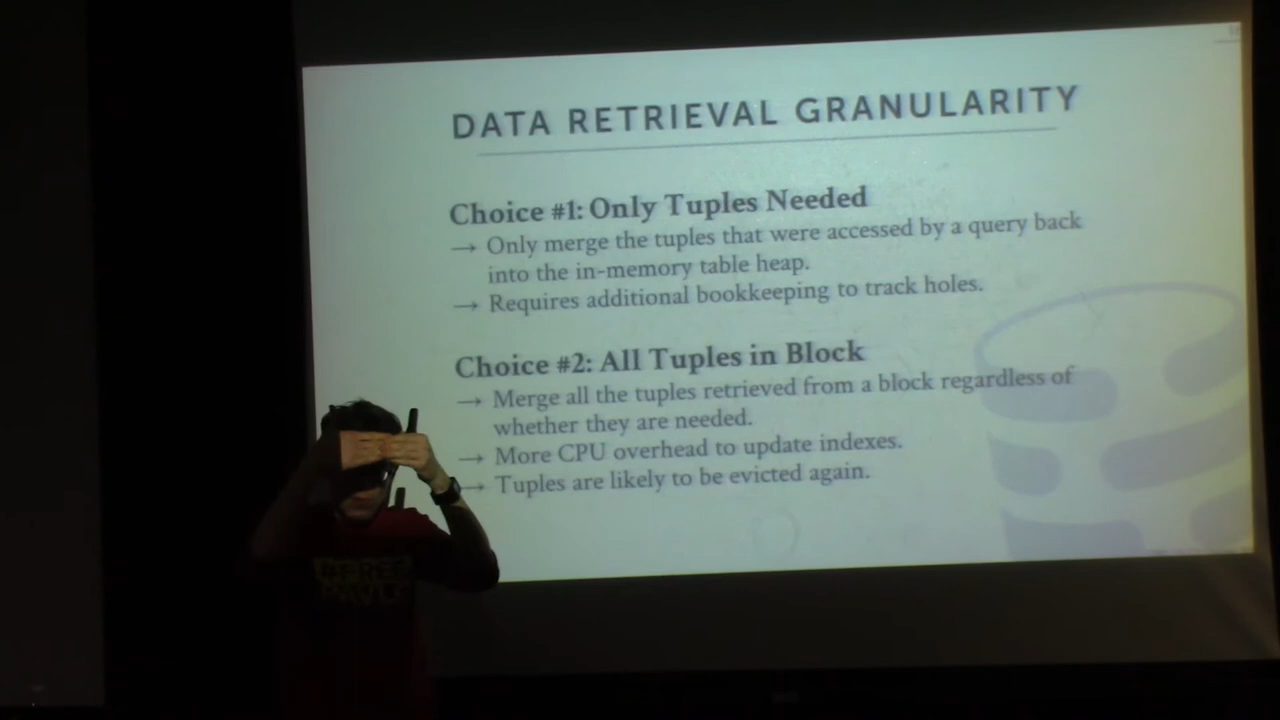 DATA RETRIEVAL GRANULARITY
Choice #1: Only Tuples Needed
→ Only merge the tuples that were accessed by a query back
into the in-memory table heap.
→ Requires additional bookkeeping to track holes.
Choice #2: All Tuples in Block
→ Merge all the tuples retrieved from a block regardless of
whether they are needed.
→ More CPU overhead to update indexes.
→ Tuples are likely to be evicted again.
#FREE